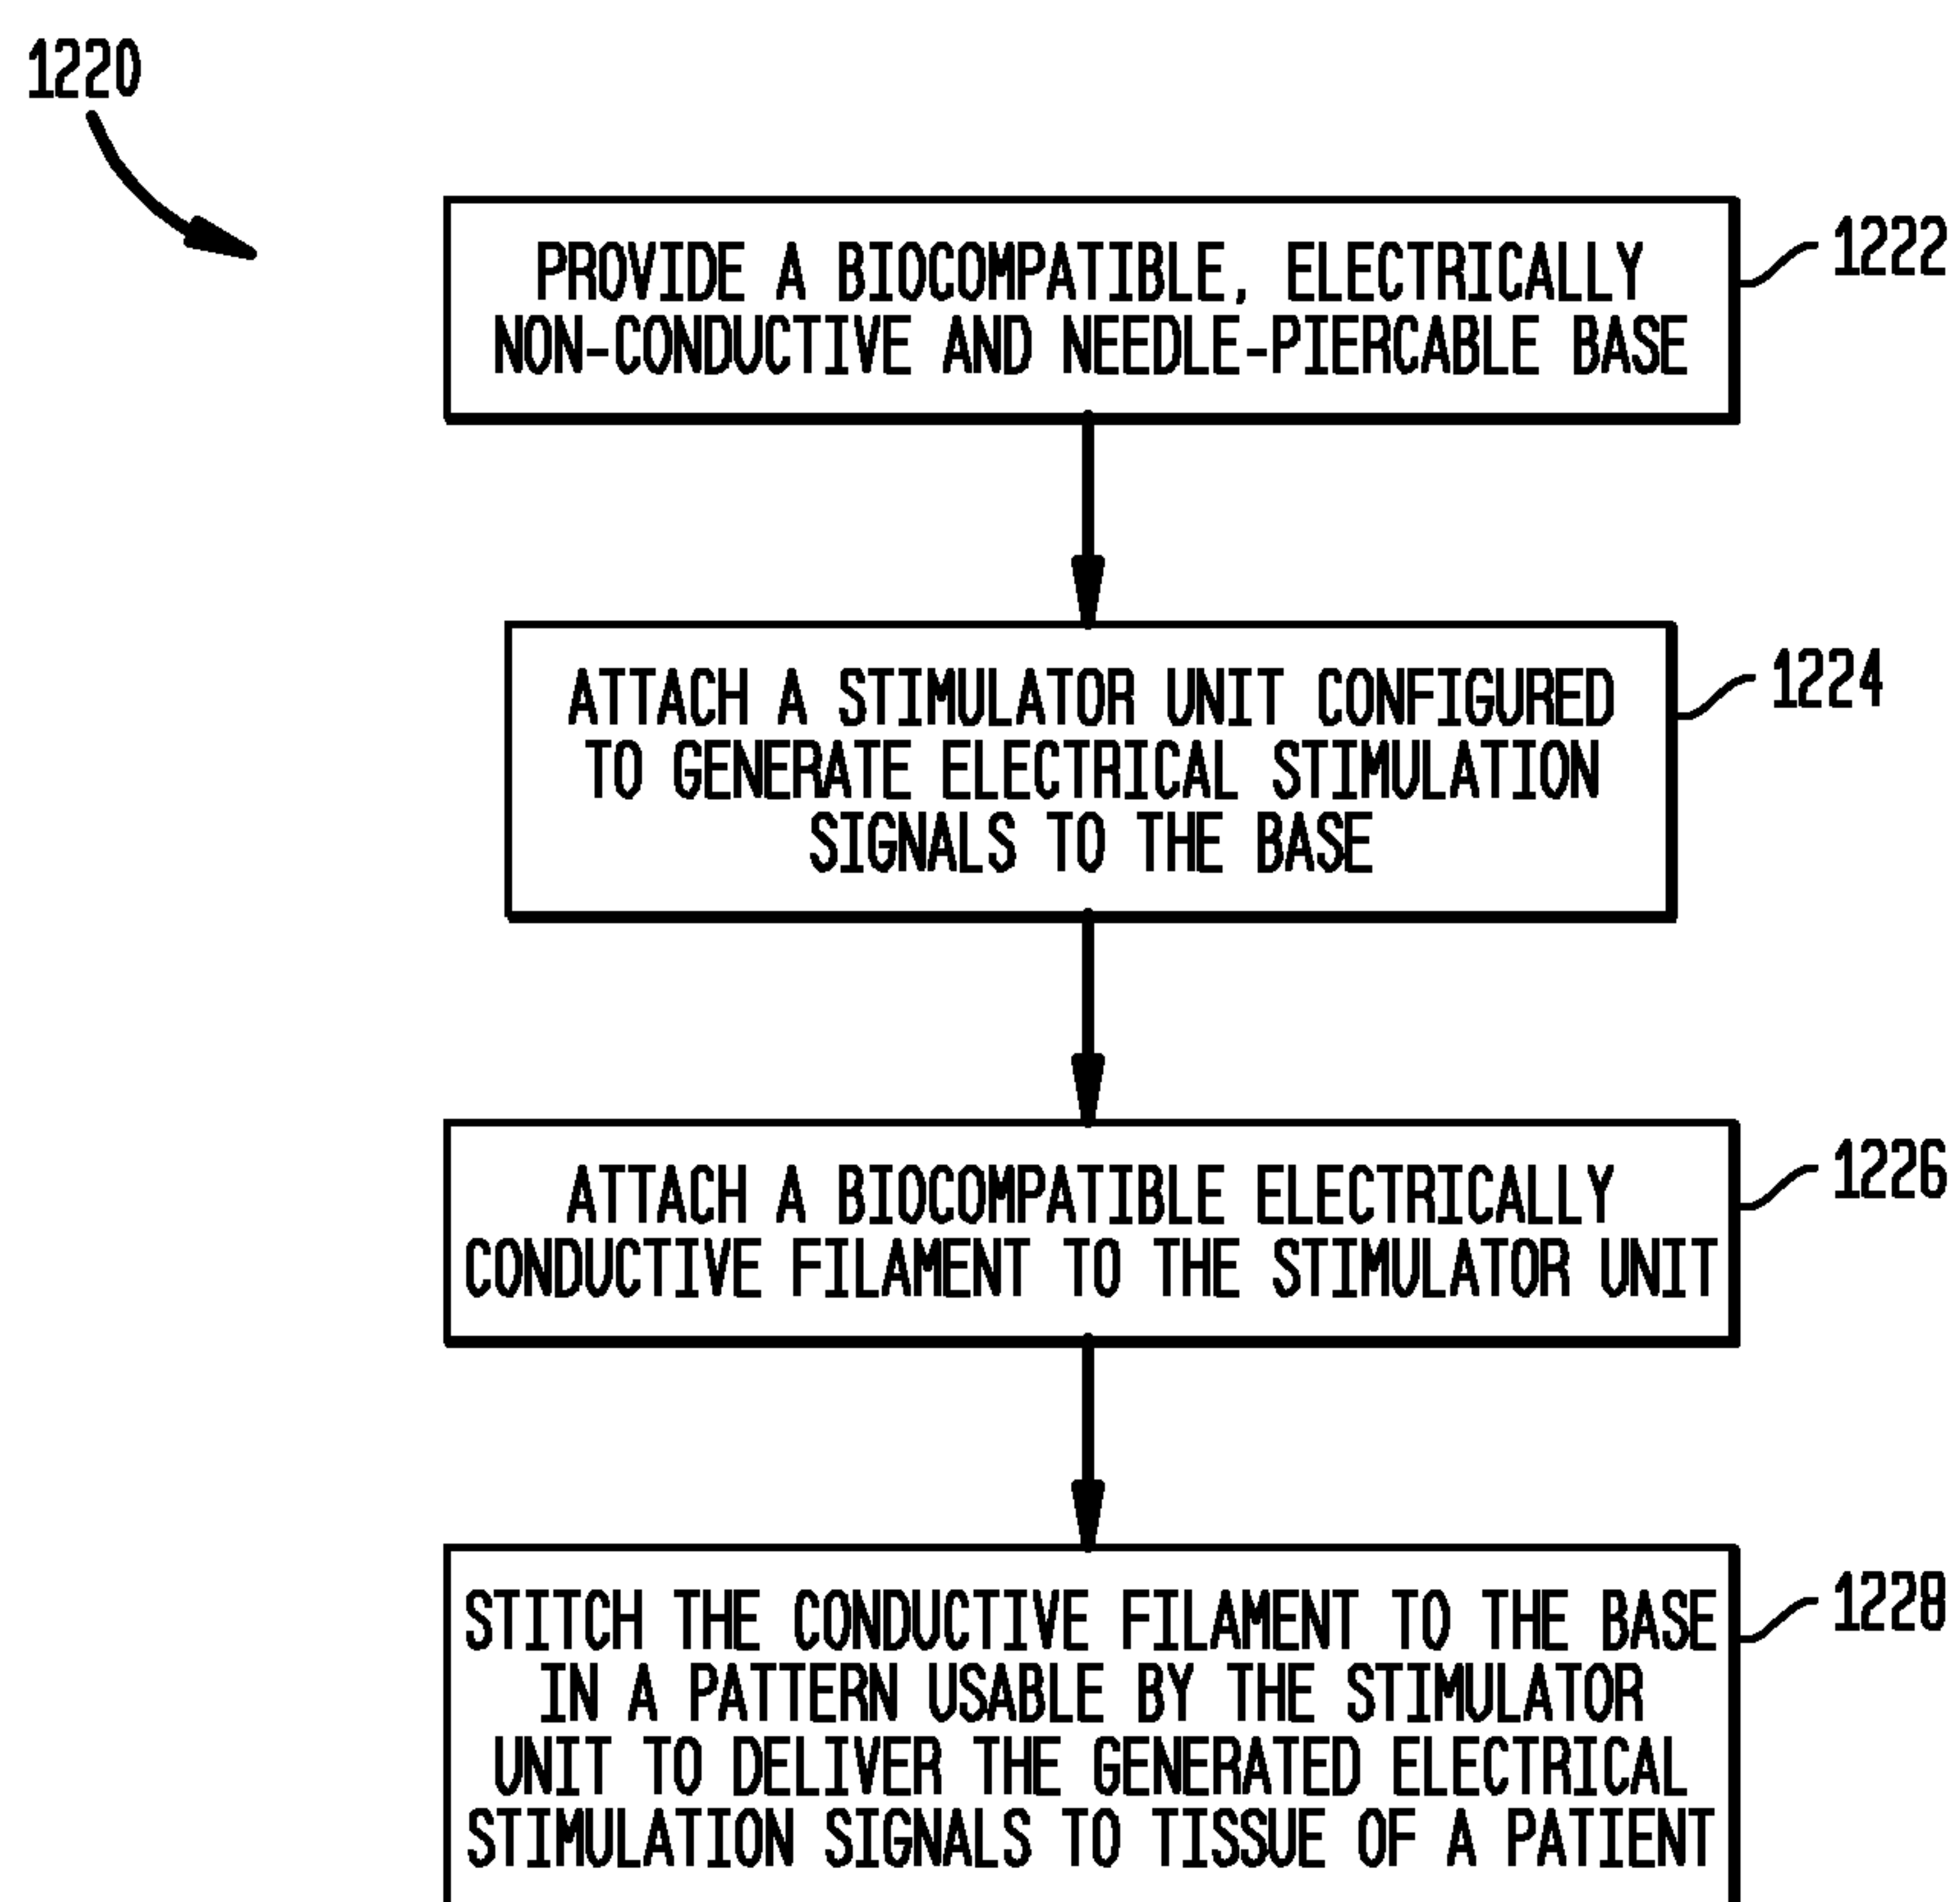 1220
PROVIDE A BIOCOMPATIBLE, ELECTRICALLY
NON-CONDUCTIVE AND NEEDLE-PIERCABLE BASE
1222
ATTACH A STIMULATOR UNIT CONFIGURED
TO GENERATE ELECTRICAL STIMULATION
SIGNALS TO THE BASE
1224
ATTACH A BIOCOMPATIBLE ELECTRICALLY
CONDUCTIVE FILAMENT TO THE STIMULATOR UNIT
1226
STITCH THE CONDUCTIVE FILAMENT TO THE BASE
IN A PATTERN USABLE BY THE STIMULATOR
UNIT TO DELIVER THE GENERATED ELECTRICAL
STIMULATION SIGNALS TO TISSUE OF A PATIENT
1228